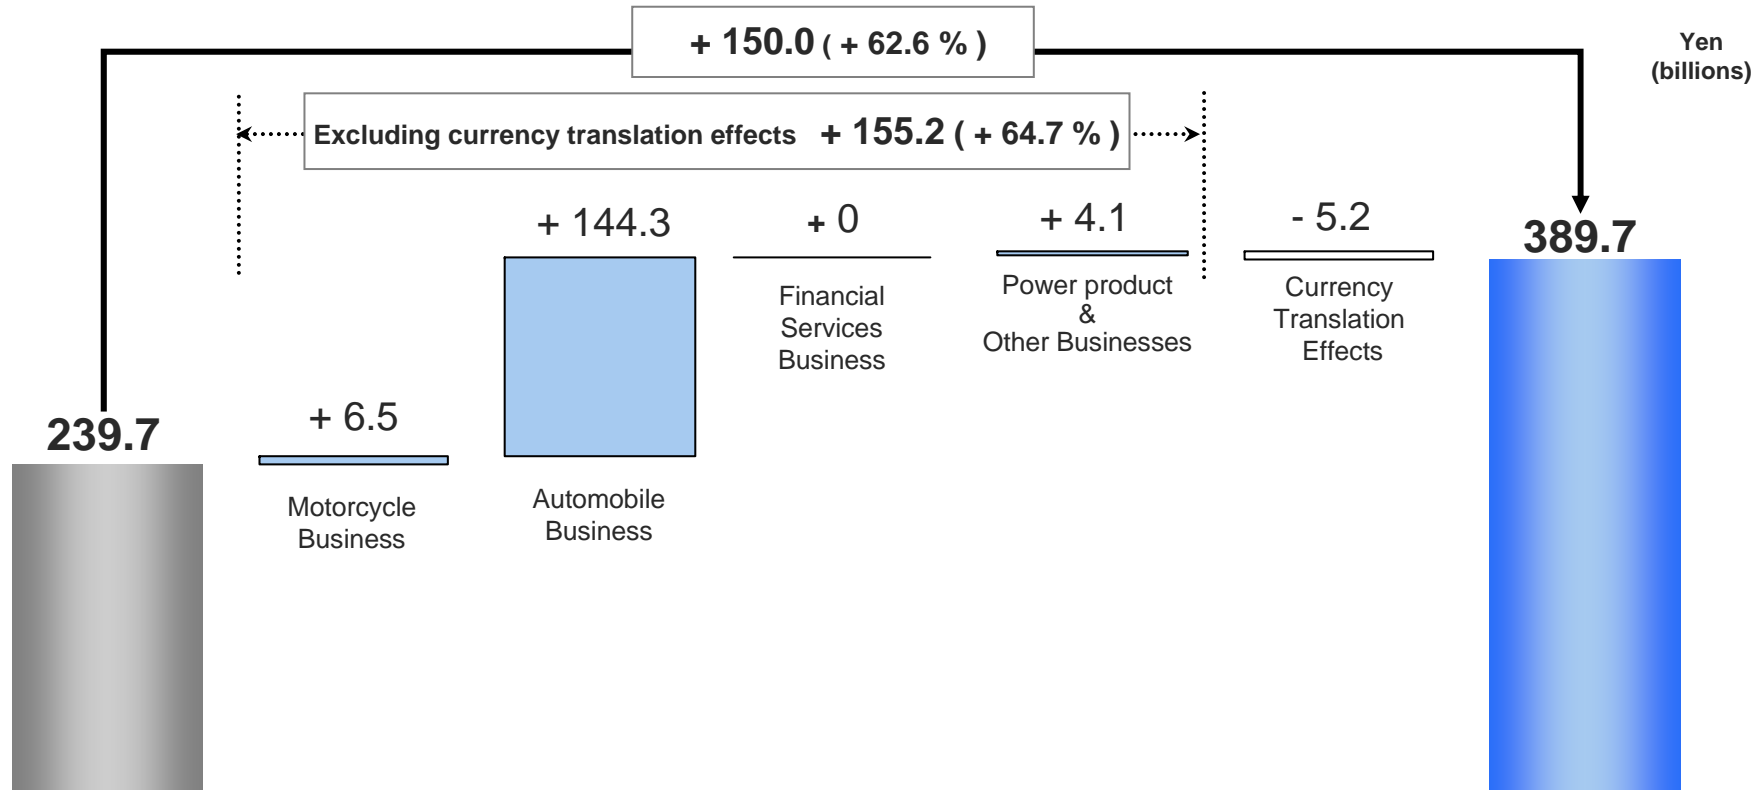 + 150.0 ( + 62.6 % )
Yen
(billions)
Excluding currency translation effects + 155.2 ( + 64.7 % )
239.7
+ 6.5
Motorcycle
Business
+ 144.3
Automobile
Business
+ 0
Financial
Services
Business
+ 4.1
Power product
&
Other Businesses
- 5.2
Currency
Translation
Effects
389.7